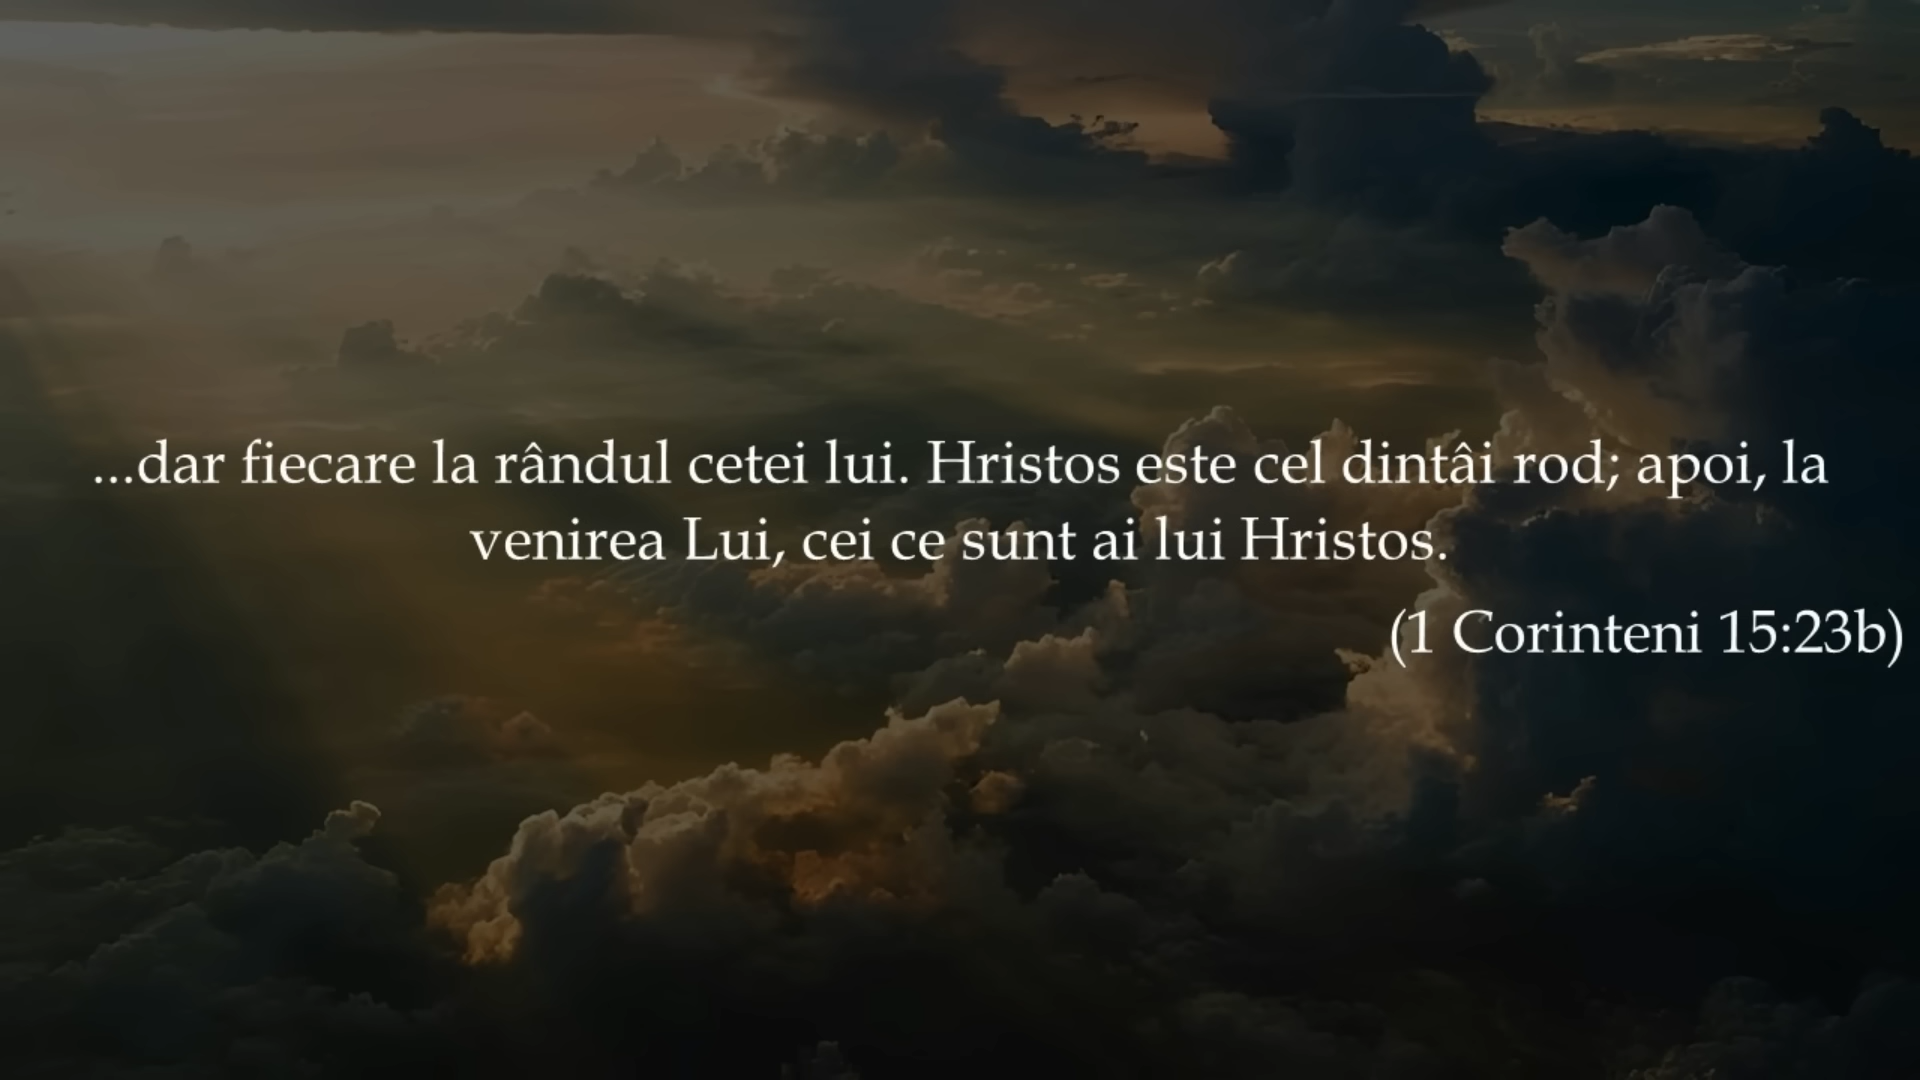 ...dar fiecare la rândul cetei lui. Hristos este cel dintâi rod; apoi, la
venirea Lui, cei ce sunt ai lui Hristos.
(1 Corinteni 15:23b)